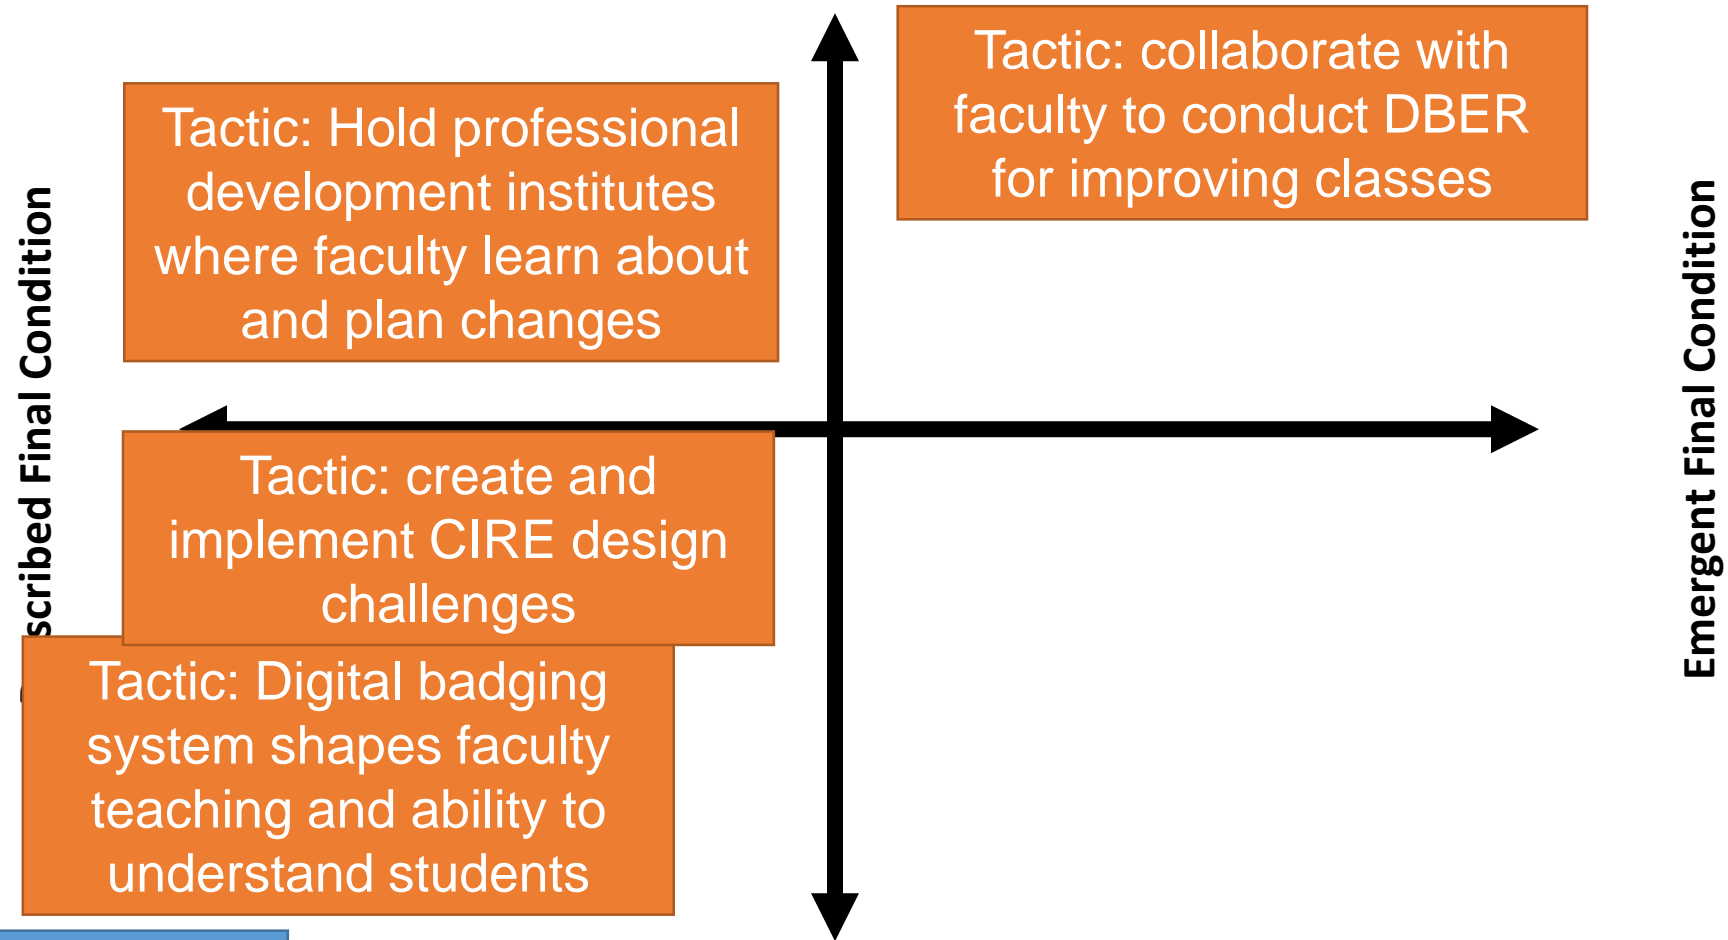 Tactic: collaborate with
faculty to conduct DBER
for improving classes
Tactic: Hold professional
development institutes
where faculty learn about
and plan changes
scribed Final Condition
Emergent Final Condition
Tactic: create and
implement CIRE design
challenges
Tactic: Digital badging
system shapes faculty
teaching and ability to
understand students